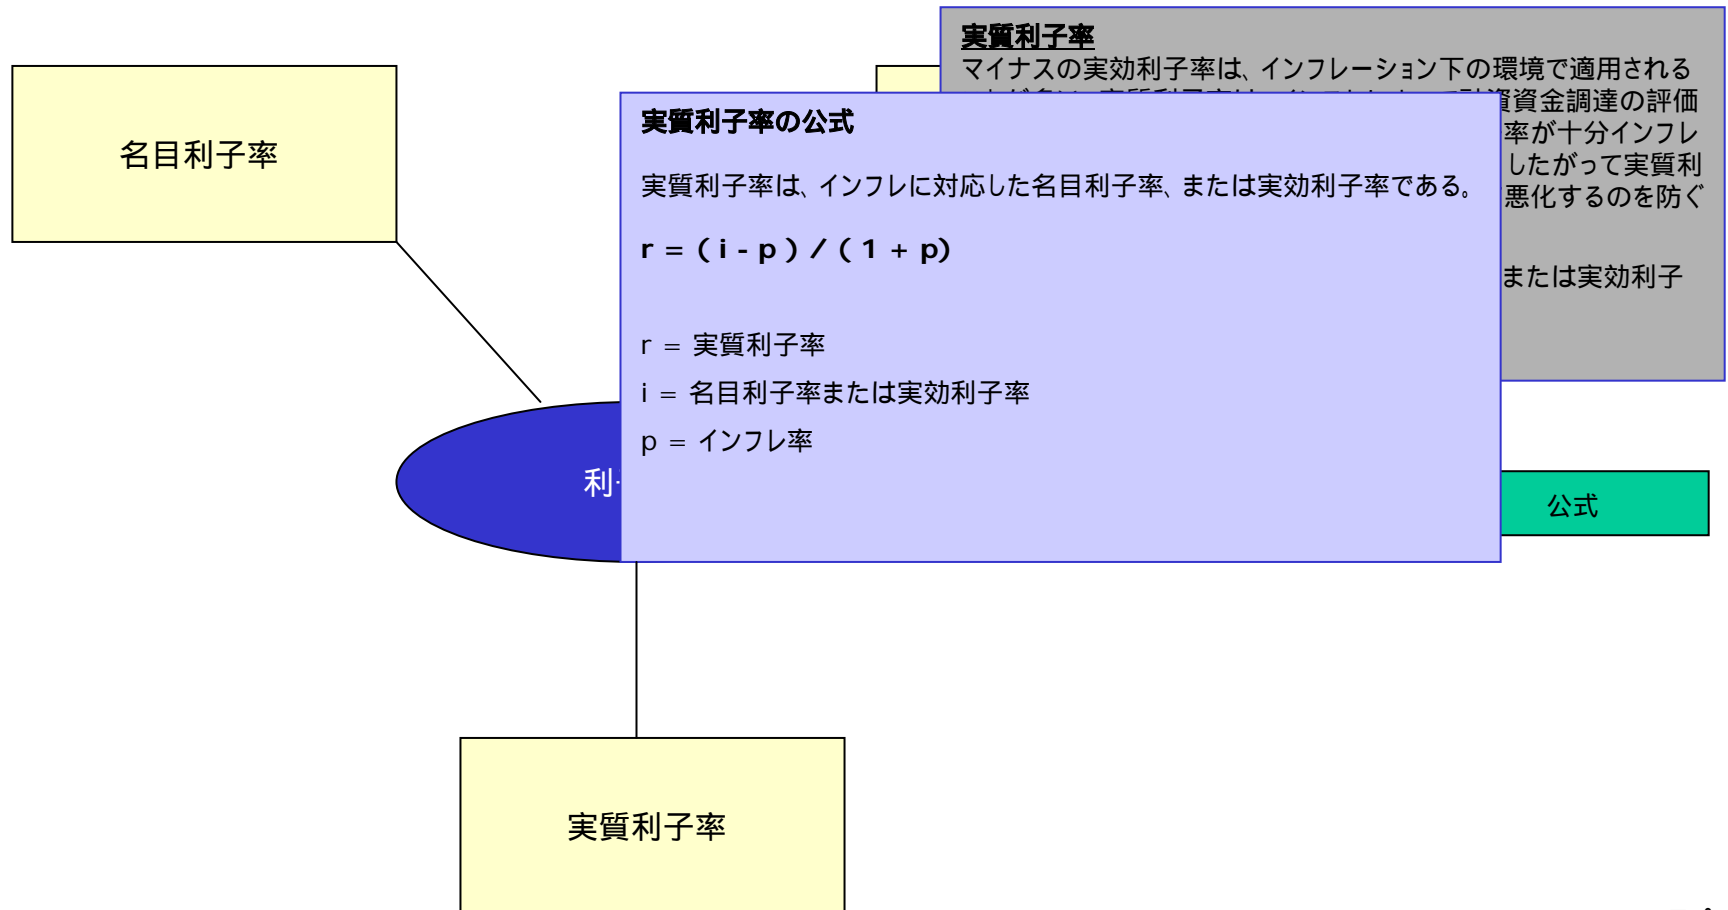 実質利子率
マイナスの実効利子率は、インフレーション下の環境で適用される
資金調達の評価
率が十分インフレ
したがって実質利
悪化するのを防ぐ
または実効利子
名目利子率
実質利子率の公式
実質利子率は、インフレに対応した名目利子率、または実効利子率である。
r = ( i - p ) / ( 1 + p)
r = 実質利子率
i = 名目利子率または実効利子率
p = インフレ率
利
公式
実質利子率